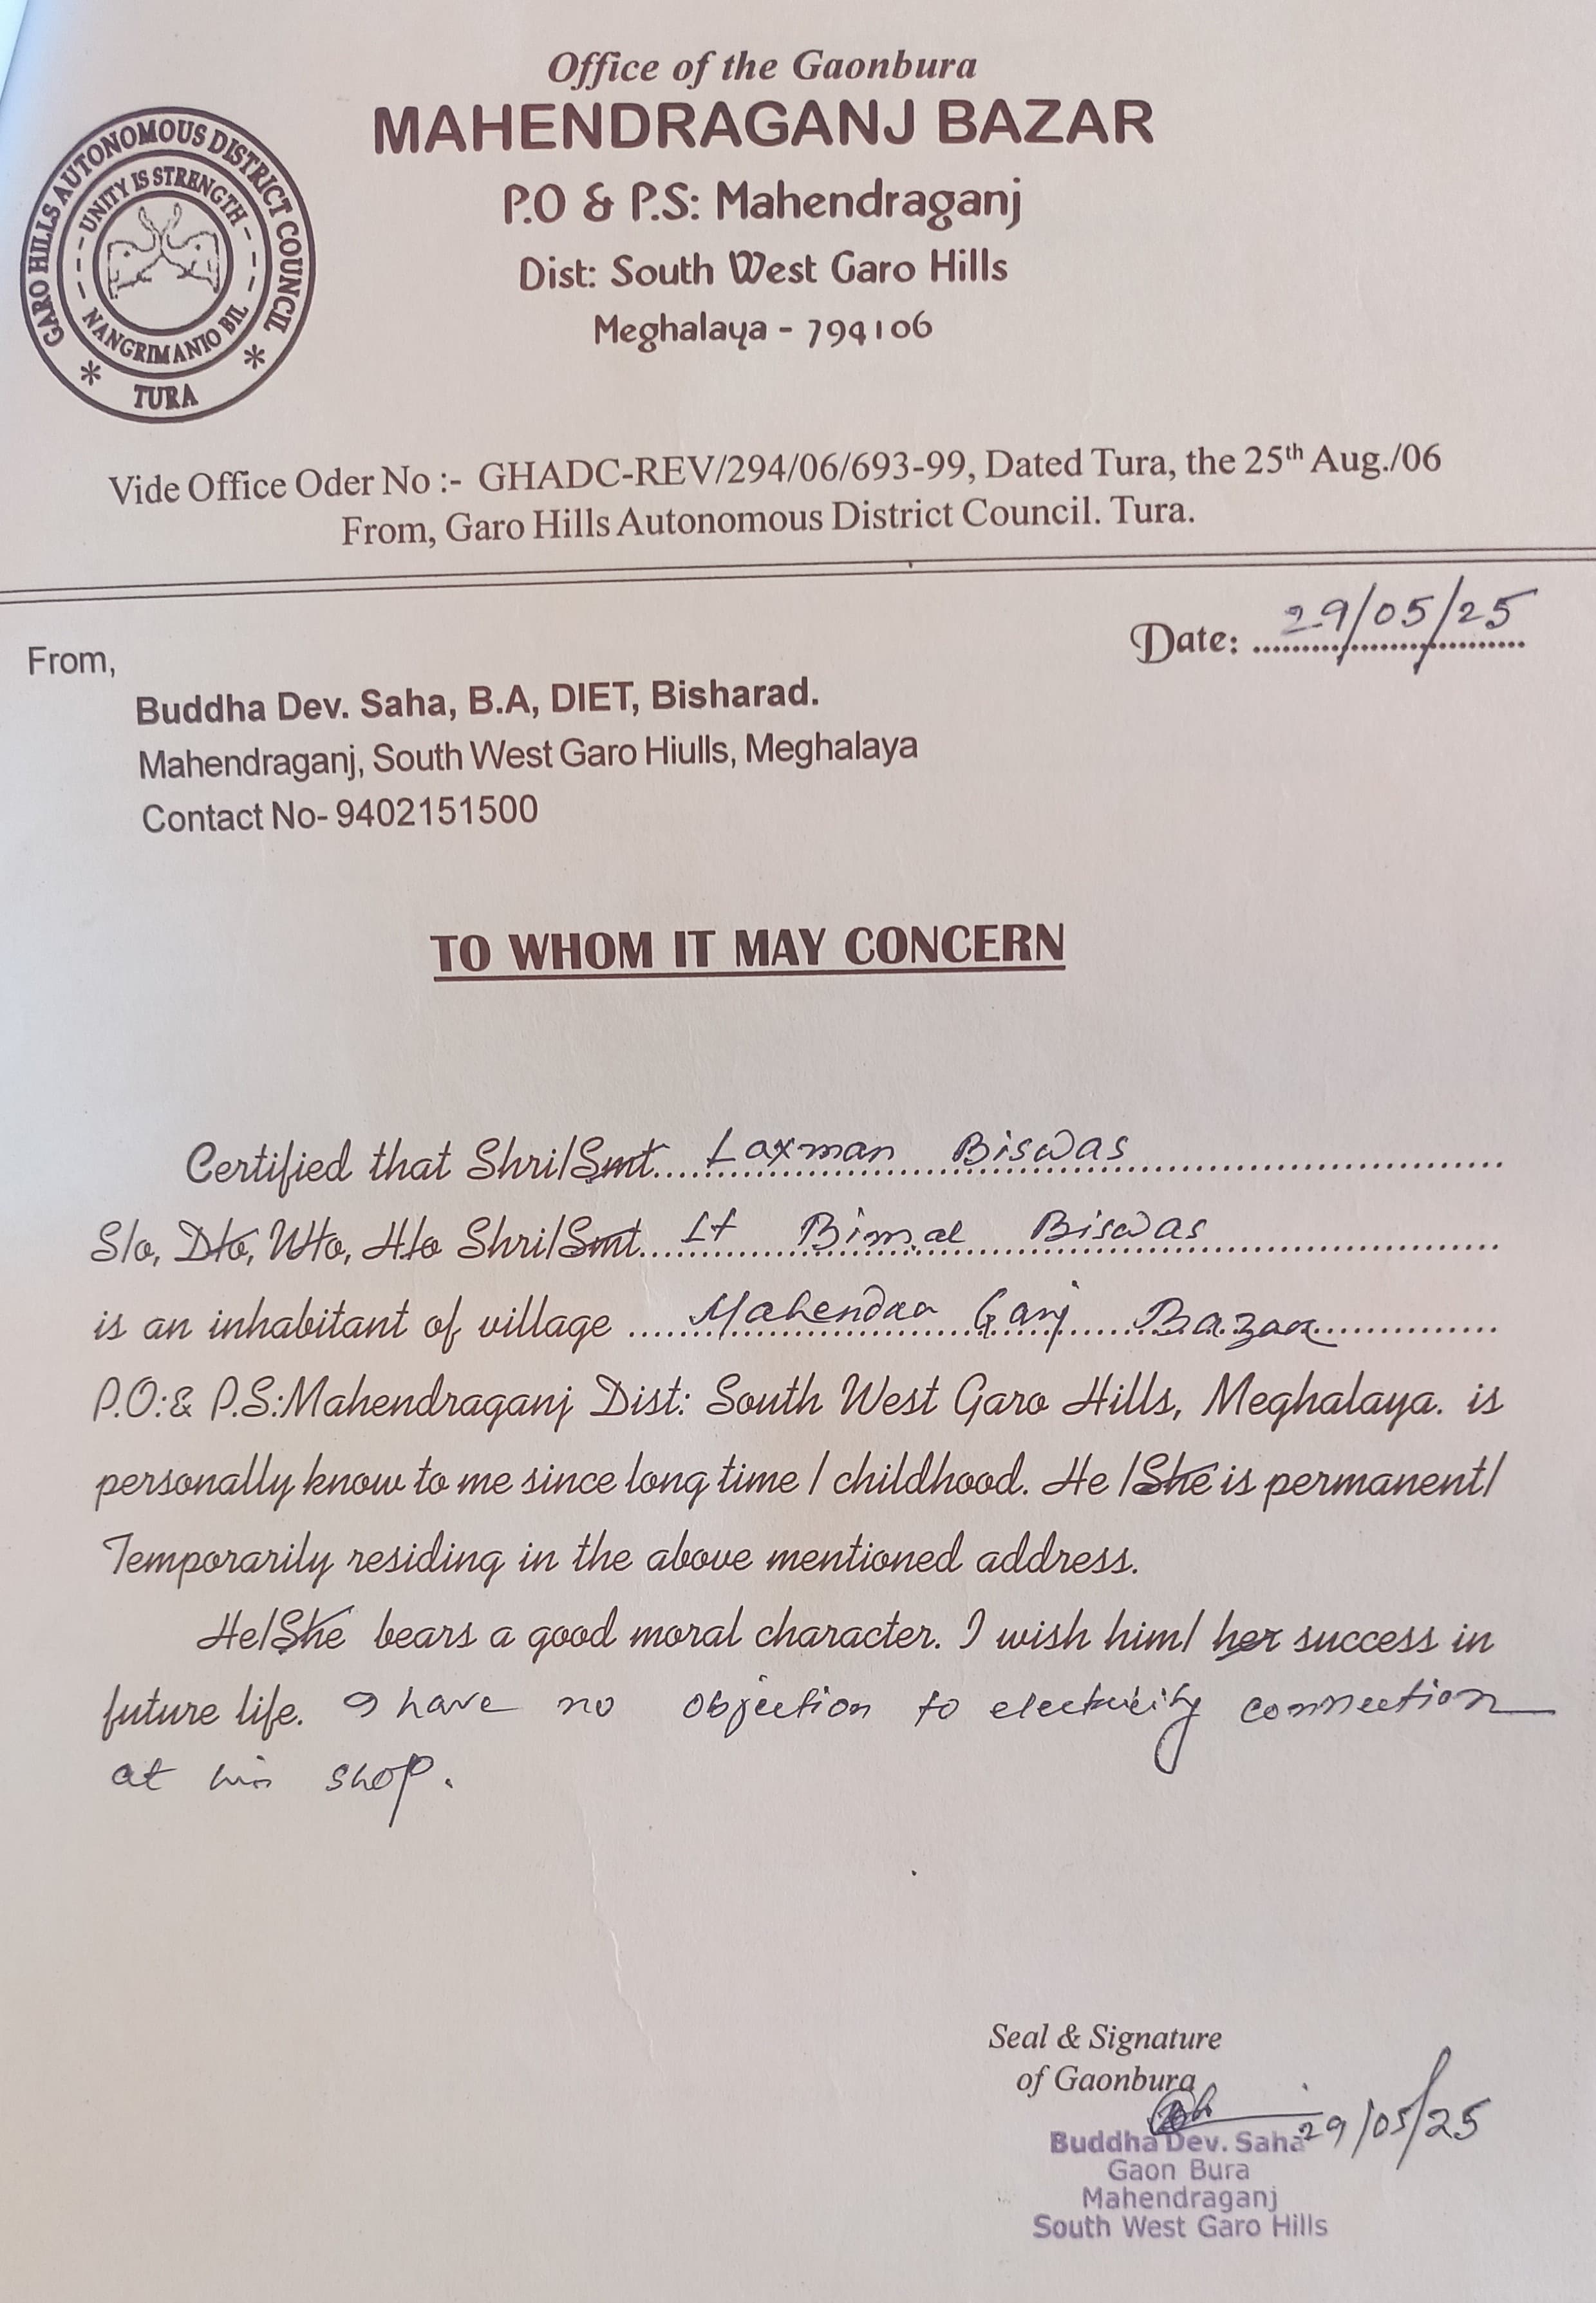 Office of the Gaonbura
MAHENDRAGANJ BAZAR
P.O & P.S: Mahendraganj
Dist: South West Garo Hills
Meghalaya - 794106
GARO HILLS AUTONOMOUS DISTRICT COUNCIL
UNITY IS STRENGTH
NANGRIMANIO BIL
* TURA *
Vide Office Oder No :- GHADC-REV/294/06/693-99, Dated Tura, the 25th Aug./06
From, Garo Hills Autonomous District Council. Tura.
Date: 29/05/25
From,
Buddha Dev. Saha, B.A, DIET, Bisharad.
Mahendraganj, South West Garo Hiulls, Meghalaya
Contact No- 9402151500
TO WHOM IT MAY CONCERN
Certified that Shri/Smt.... Laxman Biswas
S/o, D/o, W/o, H/o Shri/Smt.... Lt Bimal Biswas
is an inhabitant of village .... Mahendra Ganj Bazar
P.O:& P.S:Mahendraganj Dist: South West Garo Hills, Meghalaya. is
personally know to me since long time / childhood. He /She is permanent/
Temporarily residing in the above mentioned address.
He/She bears a good moral character. I wish him/ her success in
future life. I have no objection to electricity connection
at his shop.
Seal & Signature
of Gaonbura
29/05/25
Buddha Dev. Saha
Gaon Bura
Mahendraganj
South West Garo Hills